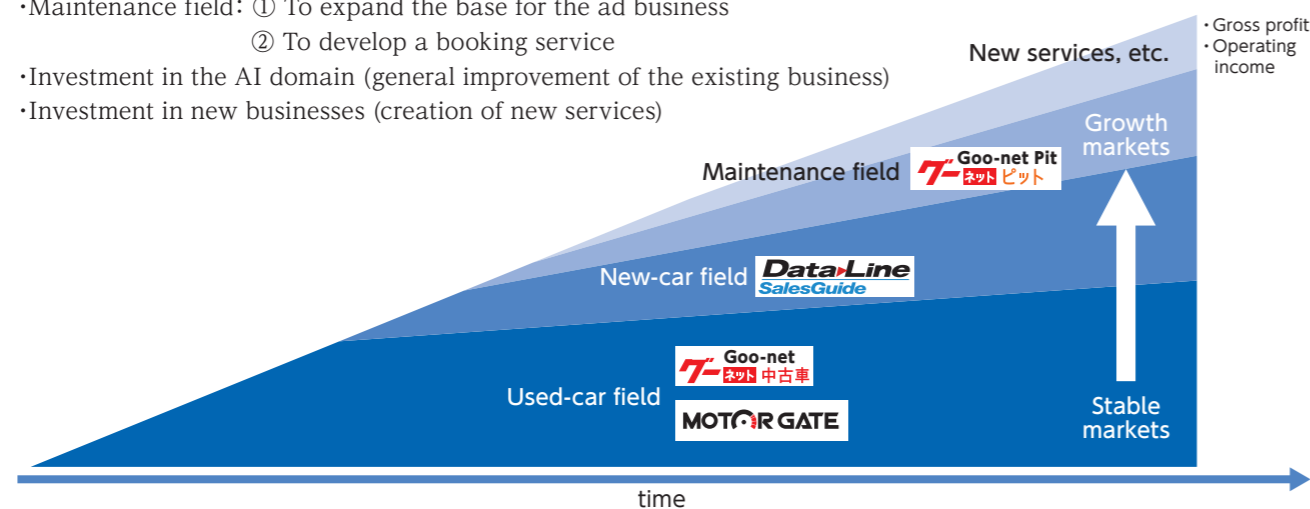 ・Maintenance field: ① To expand the base for the ad business
② To develop a booking service
・Investment in the AI domain (general improvement of the existing business)
・Investment in new businesses (creation of new services)
・Gross profit
・Operating
income
New services, etc.
Growth
markets
Maintenance field
グー Goo-net Pit
ネット ピット
New-car field
DataLine
SalesGuide
グー Goo-net
ネット 中古車
Used-car field
MOTOR GATE
Stable
markets
time